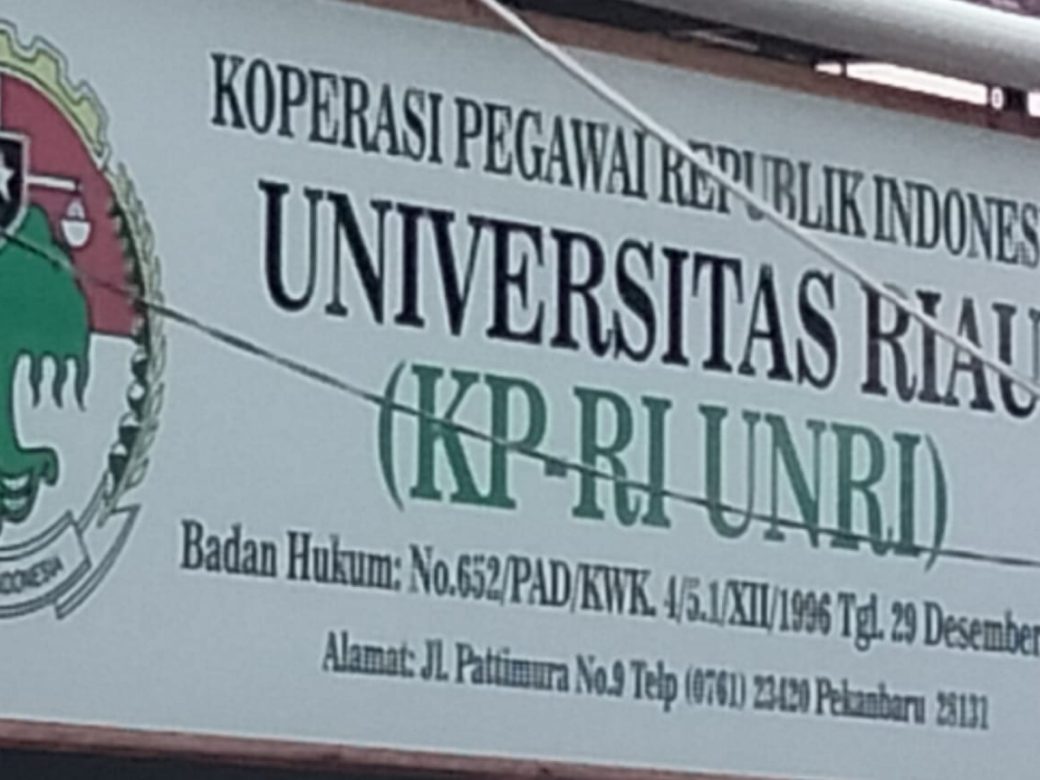 KOPERASI PEGAWAI REPUBLIK INDONES
UNIVERSITAS RIAU
(KP-RI UNRI)
Badan Hukum: No.652/PAD/KWK. 4/5.1/XII/1996 Tgl. 29 Desember
Alamat: Jl. Pattimura No.9 Telp (0761) 23420 Pekanbaru 28131
INDONESIA